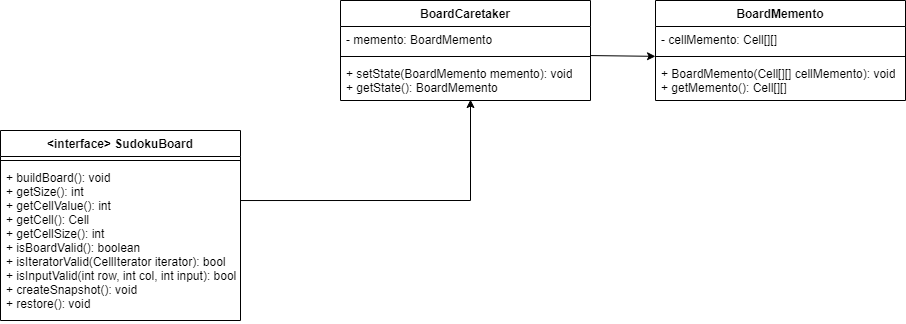 BoardCaretaker
- memento: BoardMemento
+ setState(BoardMemento memento): void
+ getState(): BoardMemento
BoardMemento
- cellMemento: Cell[][]
+ BoardMemento(Cell[][] cellMemento): void
+ getMemento(): Cell[][]
<interface> SudokuBoard
+ buildBoard(): void
+ getSize(): int
+ getCellValue(): int
+ getCell(): Cell
+ getCellSize(): int
+ isBoardValid(): boolean
+ isIteratorValid(CellIterator iterator): bool
+ isInputValid(int row, int col, int input): bool
+ createSnapshot(): void
+ restore(): void